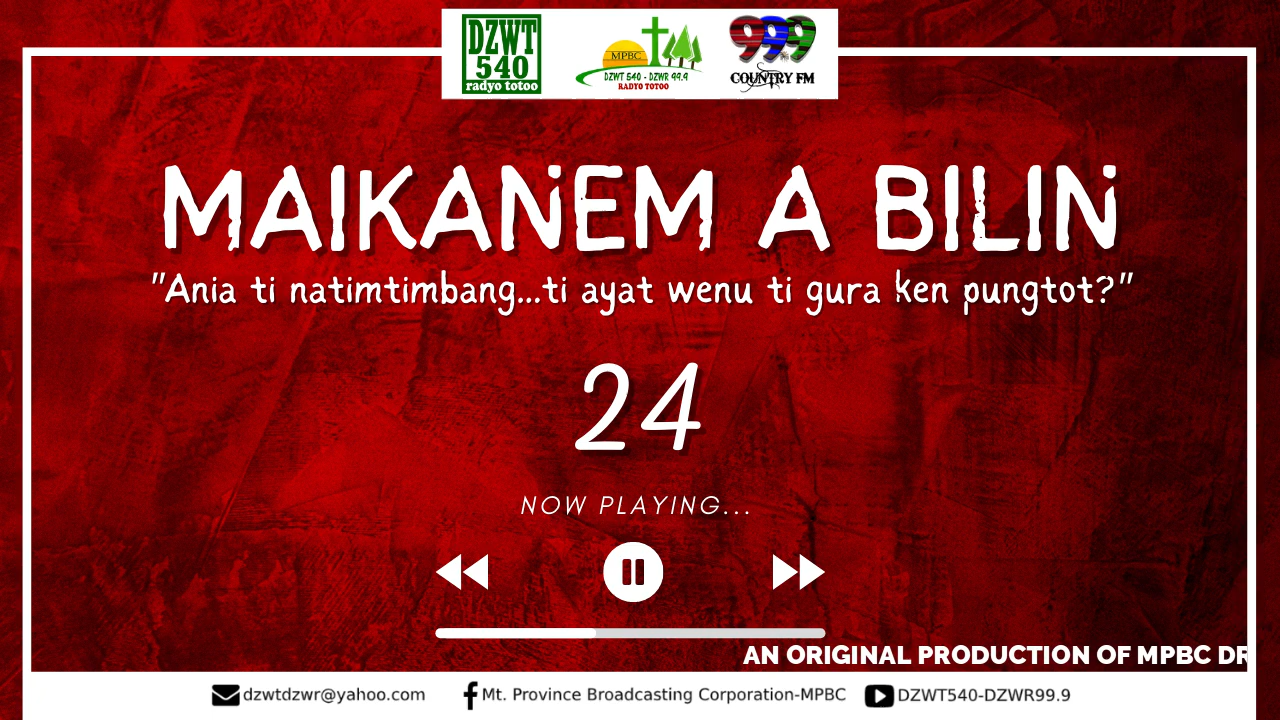 DZWT
540
radyo totoo
MPBC
DZWT 540 - DZWR 99.9
RADYO TOTOO
99.9
COUNTRY FM
MAIKANEM A BILIN
"Ania ti natimtimbang...ti ayat wenu ti gura ken pungtot?"
24
NOW PLAYING...
AN ORIGINAL PRODUCTION OF MPBC DR
dzwtdzwr@yahoo.com
Mt. Province Broadcasting Corporation-MPBC
DZWT540-DZWR99.9